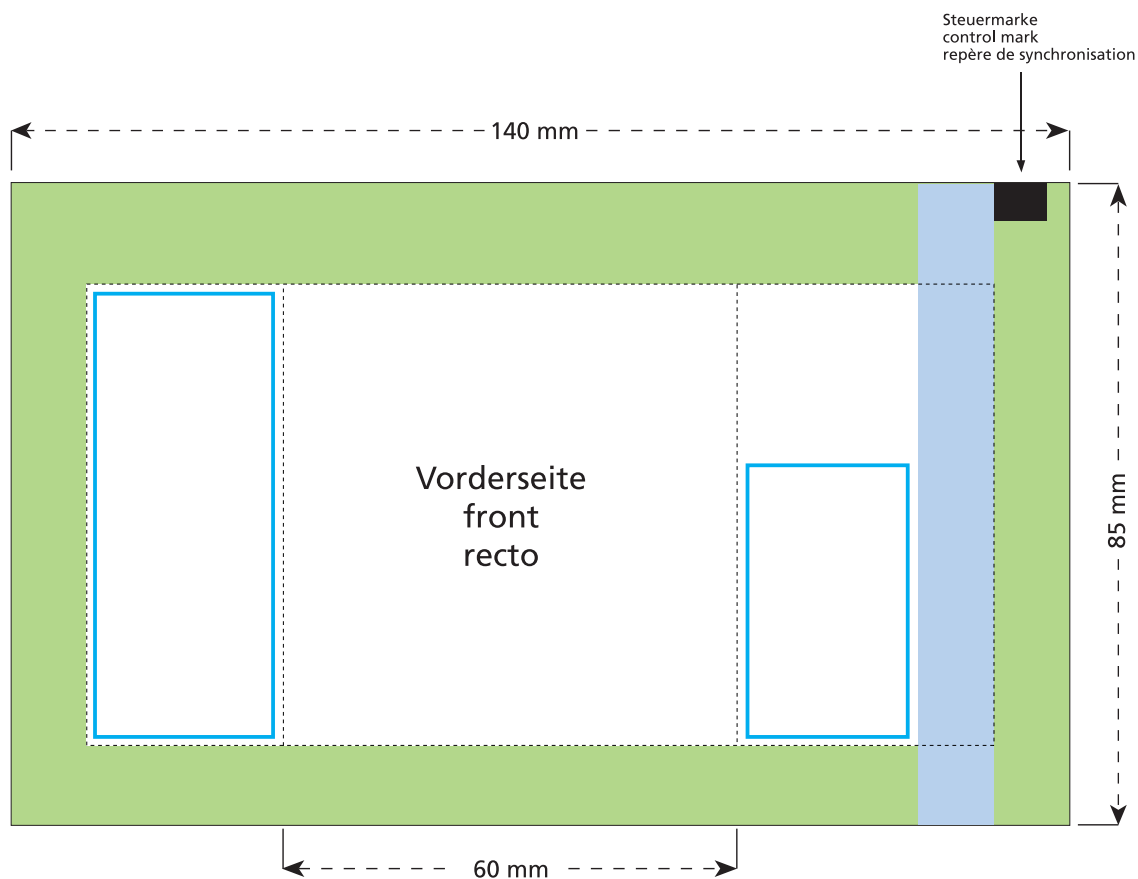 Steuermarke
control mark
repère de synchronisation
140 mm
Vorderseite
front
recto
85 mm
60 mm